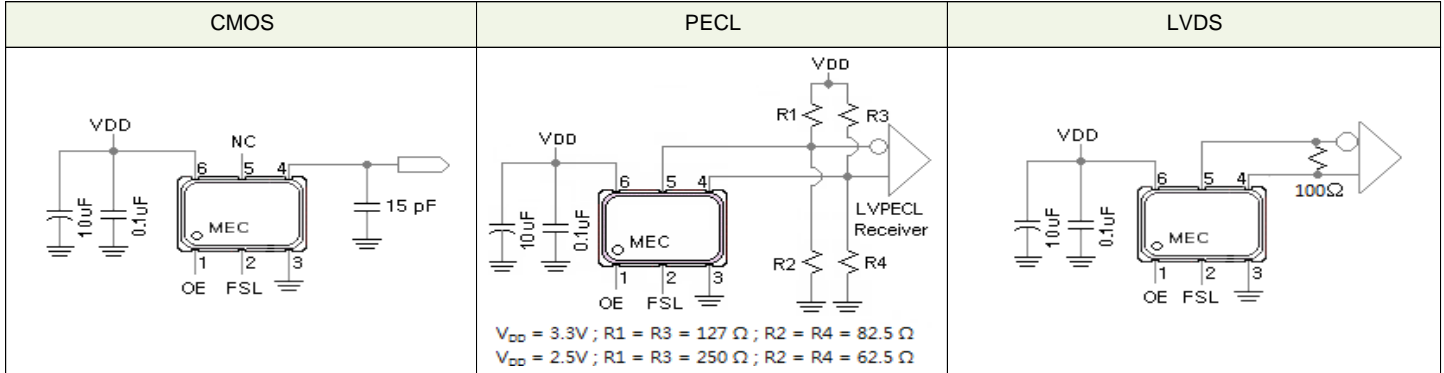 CMOS
PECL
LVDS
VDD
NC
6 5 4
10uF
0.1uF
MEC
15 pF
1 2 3
OE FSL
VDD
R1 R3
VDD
6 5 4
10uF
0.1uF
MEC
LVPECL
Receiver
R2 R4
1 2 3
OE FSL
V_DD = 3.3V ; R1 = R3 = 127 Ω ; R2 = R4 = 82.5 Ω
V_DD = 2.5V ; R1 = R3 = 250 Ω ; R2 = R4 = 62.5 Ω
VDD
6 5 4
100Ω
10uF
0.1uF
MEC
1 2 3
OE FSL